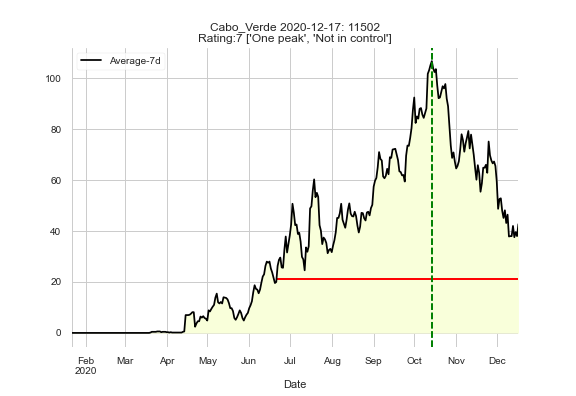 Cabo_Verde 2020-12-17: 11502
Rating:7 ['One peak', 'Not in control']
Average-7d
100
80
60
40
20
0
Feb Mar Apr May Jun Jul Aug Sep Oct Nov Dec
2020
Date